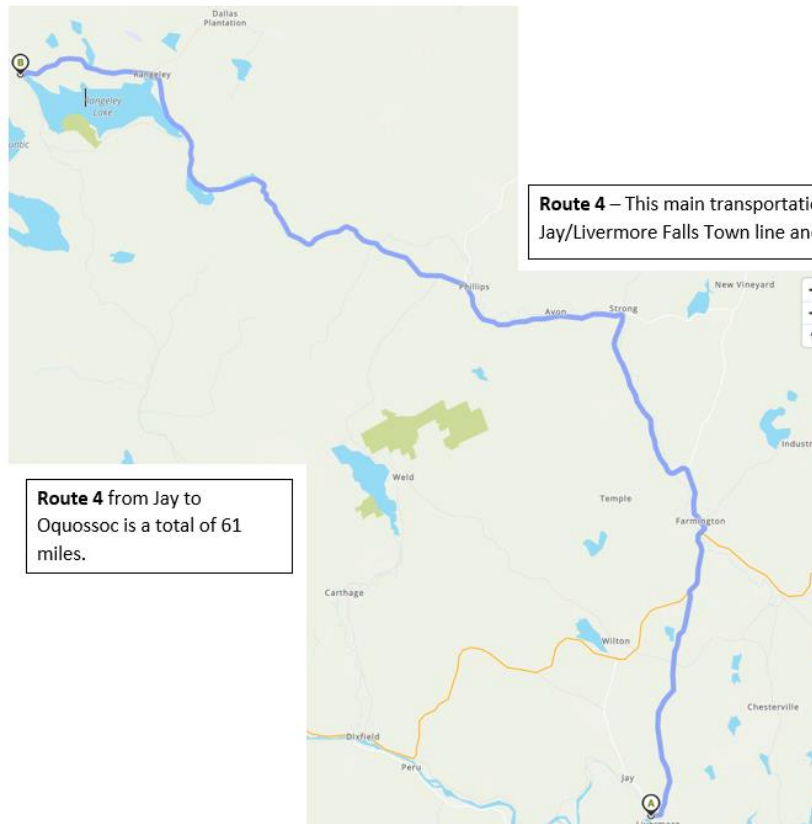 Dallas
Plantation
B
Rangeley
Rangeley
Lake
Route 4 – This main transportati
Jay/Livermore Falls Town line an
Phillips
New Vineyard
Avon
Strong
Weld
Temple
Farmington
Route 4 from Jay to
Oquossoc is a total of 61
miles.
Carthage
Wilton
Chesterville
Dixfield
Peru
Jay
A
Livermore